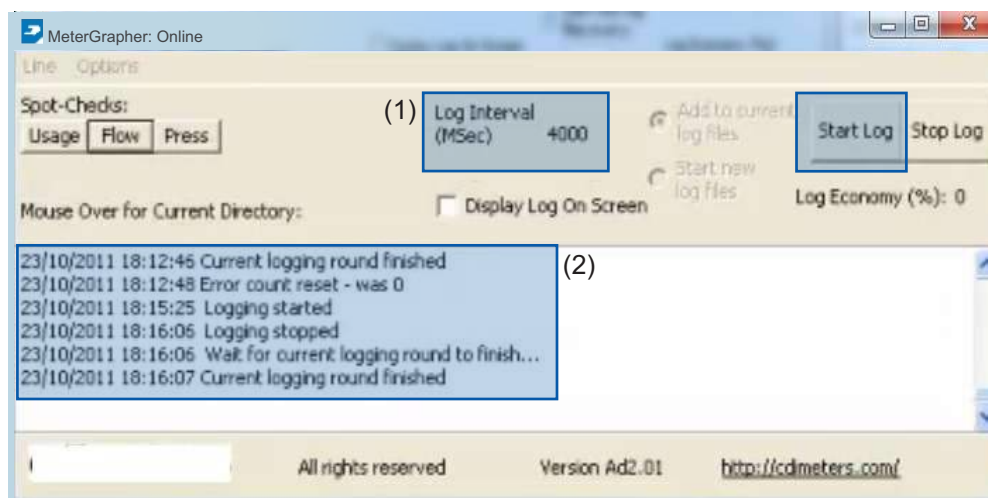 MeterGrapher: Online
Line Options
Spot-Checks:
Usage Flow Press
(1)
Log Interval
(MSec) 4000
Add to current
log files
Start new
log files
Start Log Stop Log
Log Economy (%): 0
Mouse Over for Current Directory:
Display Log On Screen
23/10/2011 18:12:46 Current logging round finished
23/10/2011 18:12:48 Error count reset - was 0
23/10/2011 18:15:25 Logging started
23/10/2011 18:16:06 Logging stopped
23/10/2011 18:16:06 Wait for current logging round to finish...
23/10/2011 18:16:07 Current logging round finished
(2)
All rights reserved Version Ad2.01 http://cdimeters.com/